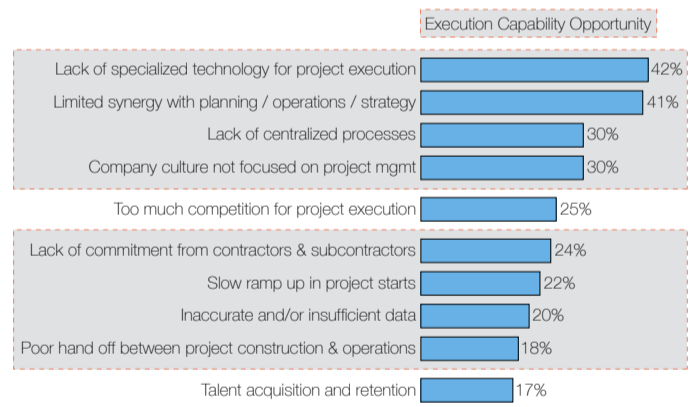 Execution Capability Opportunity
Lack of specialized technology for project execution 42%
Limited synergy with planning / operations / strategy 41%
Lack of centralized processes 30%
Company culture not focused on project mgmt 30%
Too much competition for project execution 25%
Lack of commitment from contractors & subcontractors 24%
Slow ramp up in project starts 22%
Inaccurate and/or insufficient data 20%
Poor hand off between project construction & operations 18%
Talent acquisition and retention 17%